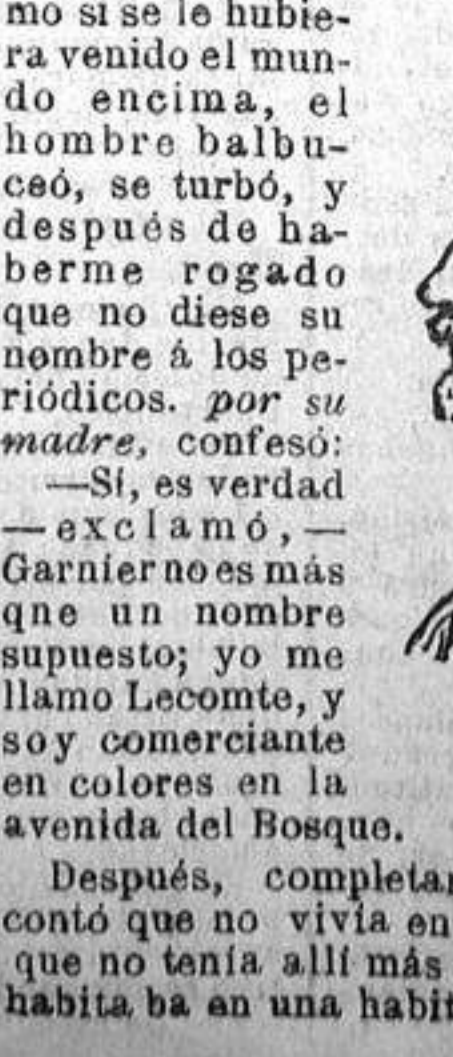 mo si se le hubie-
ra venido el mun-
do encima, el
hombre balbu-
ceó, se turbó, y
después de ha-
berme rogado
que no diese su
nombre á los pe-
riódicos. por su
madre, confesó:
—Sí, es verdad
—exclamó,—
Garnier no es más
qne un nombre
supuesto; yo me
llamo Lecomte, y
soy comerciante
en colores en la
avenida del Bosque.
Después, completa
contó que no vivía en
que no tenía allí más
habita ba en una habit